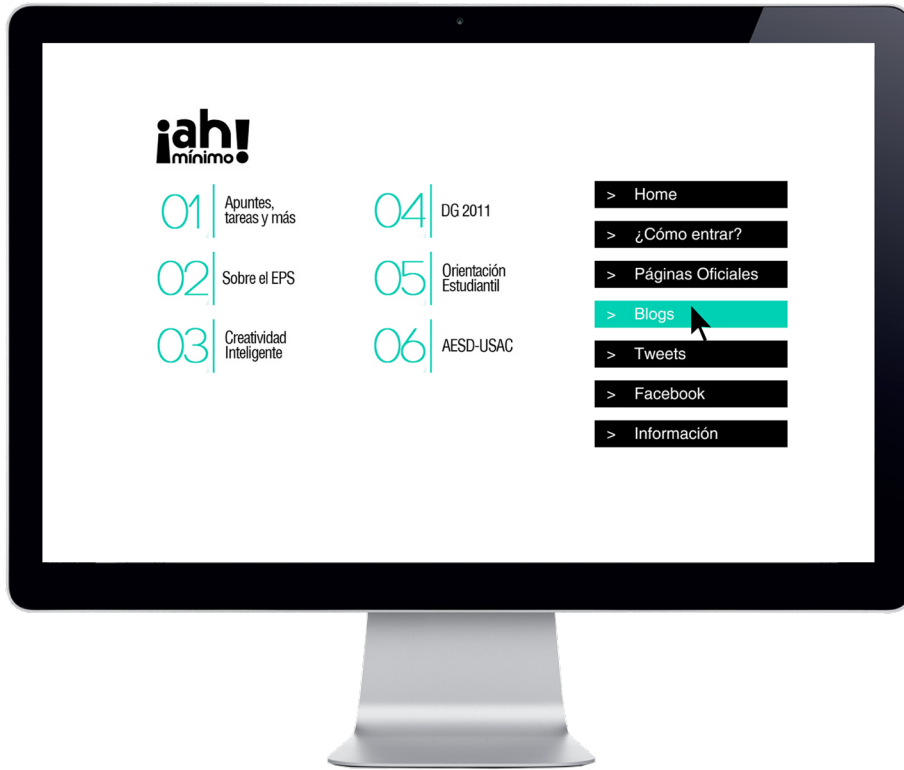 ¡ah!
mínimo
01 Apuntes,
tareas y más
02 Sobre el EPS
03 Creatividad
Inteligente
04 DG 2011
05 Orientación
Estudiantil
06 AESD-USAC
> Home
> ¿Cómo entrar?
> Páginas Oficiales
> Blogs
> Tweets
> Facebook
> Información